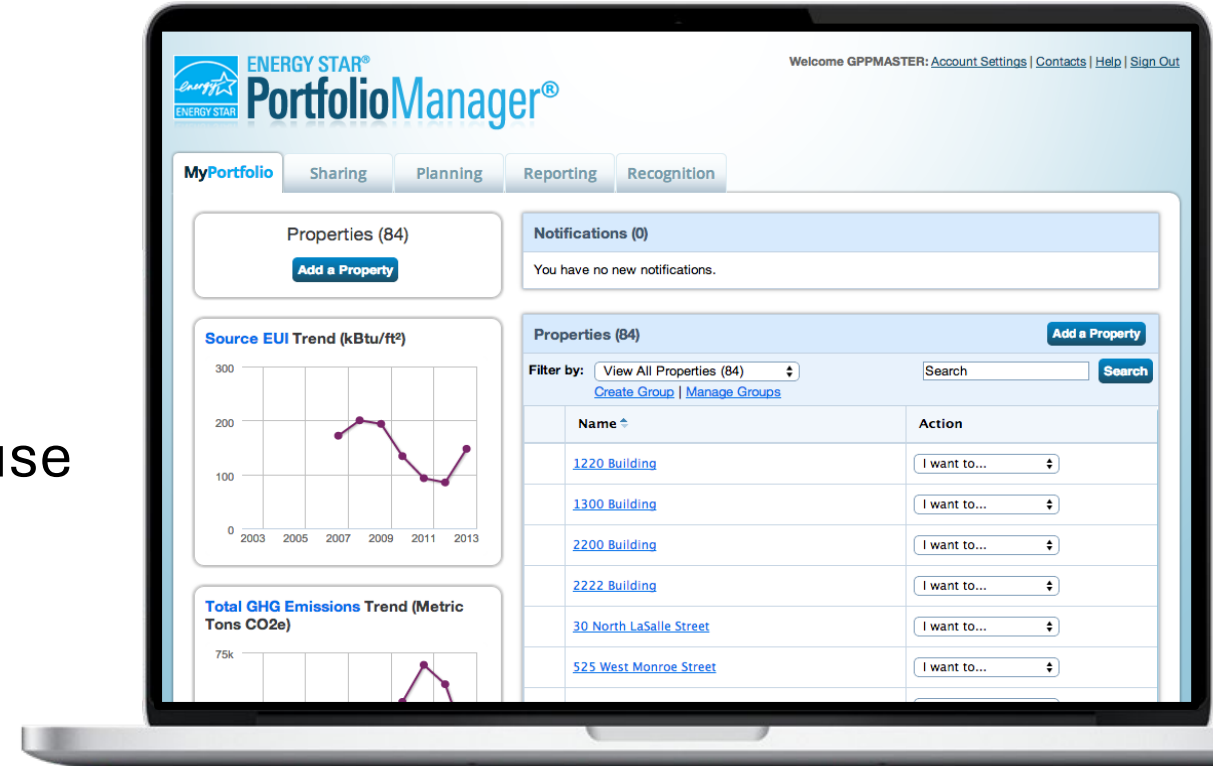 use
ENERGY STAR®
PortfolioManager®
energy
ENERGY STAR
Welcome GPPMASTER: Account Settings | Contacts | Help | Sign Out
MyPortfolio Sharing Planning Reporting Recognition
Properties (84)
Add a Property
Source EUI Trend (kBtu/ft²)
300
200
100
0
2003 2005 2007 2009 2011 2013
Total GHG Emissions Trend (Metric
Tons CO2e)
75k
Notifications (0)
You have no new notifications.
Properties (84)
Add a Property
Filter by: View All Properties (84)
Search
Search
Create Group | Manage Groups
Name
Action
1220 Building
I want to...
1300 Building
I want to...
2200 Building
I want to...
2222 Building
I want to...
30 North LaSalle Street
I want to...
525 West Monroe Street
I want to...